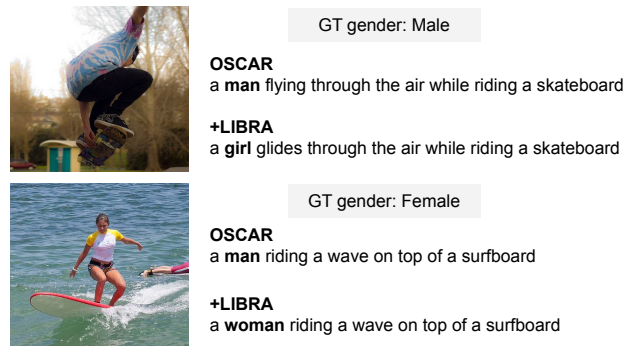 GT gender: Male
OSCAR
a man flying through the air while riding a skateboard
+LIBRA
a girl glides through the air while riding a skateboard
GT gender: Female
OSCAR
a man riding a wave on top of a surfboard
+LIBRA
a woman riding a wave on top of a surfboard